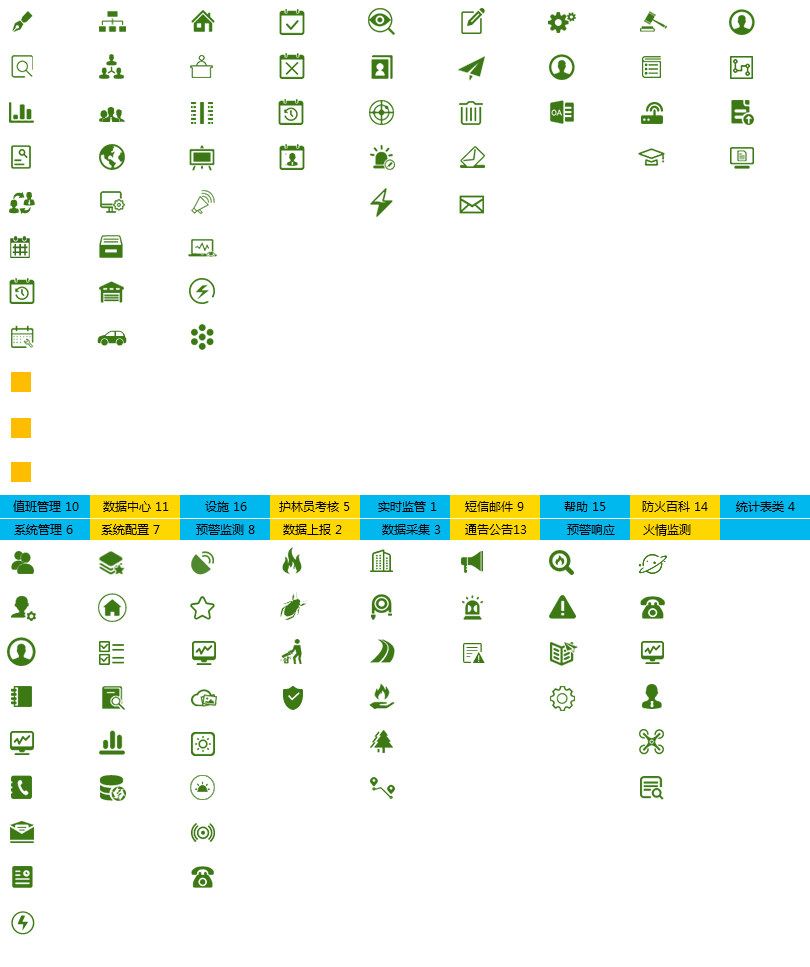 OA
值班管理 10 数据中心 11 设施 16 护林员考核 5 实时监管 1 短信邮件 9 帮助 15 防火百科 14 统计表类 4
系统管理 6 系统配置 7 预警监测 8 数据上报 2 数据采集 3 通告公告13 预警响应 火情监测